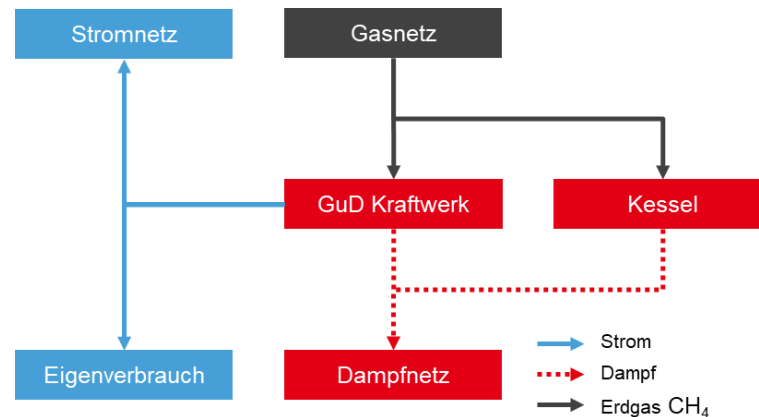 Stromnetz
Gasnetz
GuD Kraftwerk
Kessel
Eigenverbrauch
Dampfnetz
Strom
Dampf
Erdgas CH₄